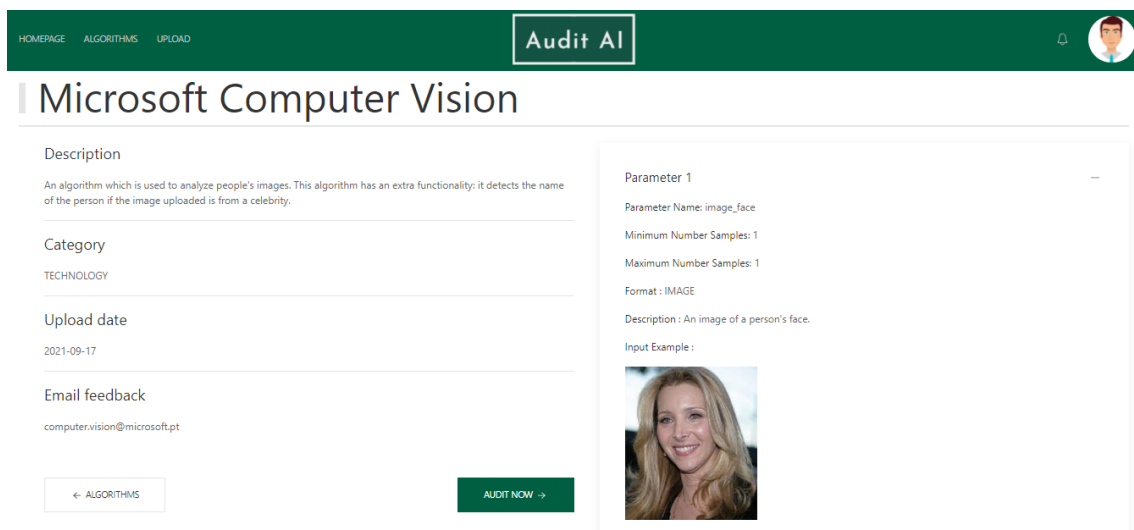 HOMEPAGE ALGORITHMS UPLOAD
Audit AI
Microsoft Computer Vision
Description
An algorithm which is used to analyze people's images. This algorithm has an extra functionality: it detects the name
of the person if the image uploaded is from a celebrity.
Category
TECHNOLOGY
Upload date
2021-09-17
Email feedback
computer.vision@microsoft.pt
← ALGORITHMS
AUDIT NOW →
Parameter 1 —
Parameter Name: image_face
Minimum Number Samples: 1
Maximum Number Samples: 1
Format : IMAGE
Description : An image of a person's face.
Input Example :